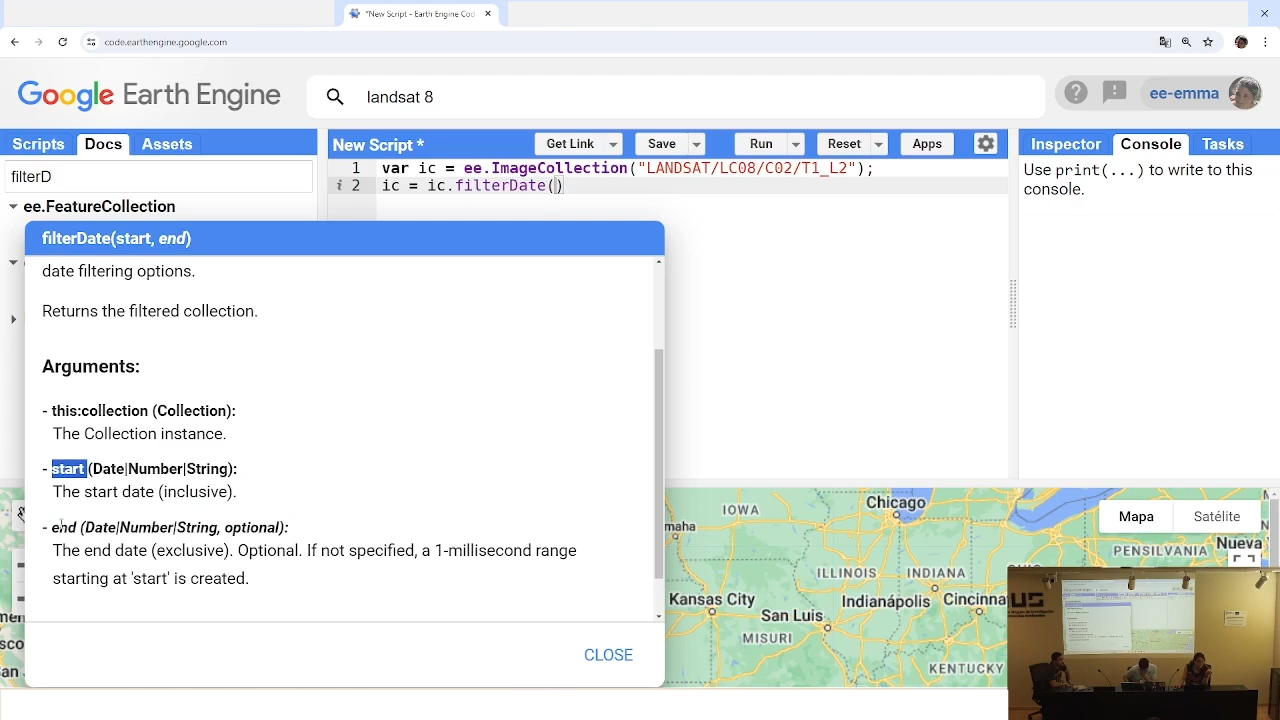 *New Script - Earth Engine Cod
code.earthengine.google.com
Google Earth Engine
landsat 8
ee-emma
Scripts
Docs
Assets
New Script *
Get Link
Save
Run
Reset
Apps
Inspector
Console
Tasks
filterD
1 var ic = ee.ImageCollection("LANDSAT/LC08/C02/T1_L2");
i 2 ic = ic.filterDate()
Use print(...) to write to this
console.
ee.FeatureCollection
filterDate(start, end)
date filtering options.
Returns the filtered collection.
Arguments:
- this:collection (Collection):
The Collection instance.
- start (Date|Number|String):
The start date (inclusive).
- end (Date|Number|String, optional):
The end date (exclusive). Optional. If not specified, a 1-millisecond range
starting at 'start' is created.
CLOSE
IOWA
Chicago
Mapa
Satélite
PENSILVANIA
Nueva
ILLINOIS
INDIANA
Kansas City
Indianápolis
San Luis
MISURI
KENTUCKY